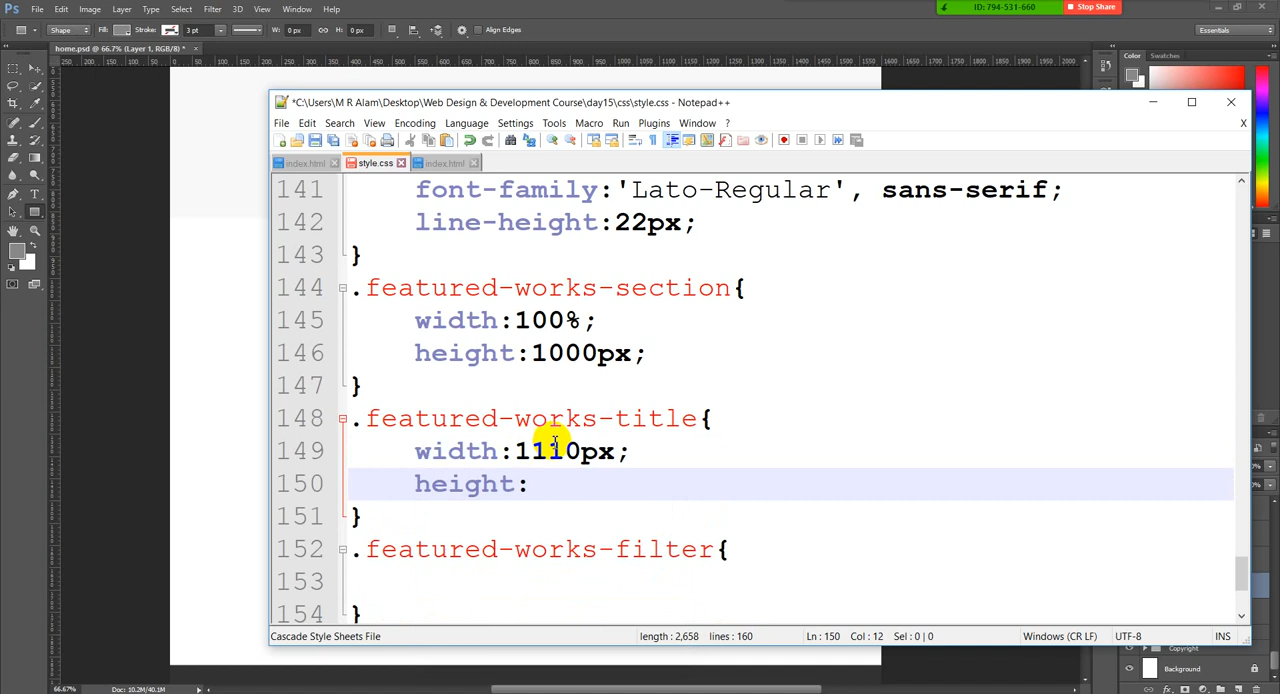 Ps File Edit Image Layer Type Select Filter 3D View Window Help
ID: 794-531-660 Stop Share
Shape Fill: Stroke: 3 pt W: 0 px H: 0 px Align Edges Essentials
home.psd @ 66.7% (Layer 1, RGB/8) * ×
Color Swatches
*C:\Users\M R Alam\Desktop\Web Design & Development Course\day15\css\style.css - Notepad++
File Edit Search View Encoding Language Settings Tools Macro Run Plugins Window ? X
index.html style.css index.html
141 font-family:'Lato-Regular', sans-serif;
142 line-height:22px;
143 }
144 .featured-works-section{
145 width:100%;
146 height:1000px;
147 }
148 .featured-works-title{
149 width:1110px;
150 height:
151 }
152 .featured-works-filter{
153
154 }
Cascade Style Sheets File length : 2,658 lines : 160 Ln : 150 Col : 12 Sel : 0 | 0 Windows (CR LF) UTF-8 INS
Copyright
Background
66.67% Doc: 10.2M/40.1M